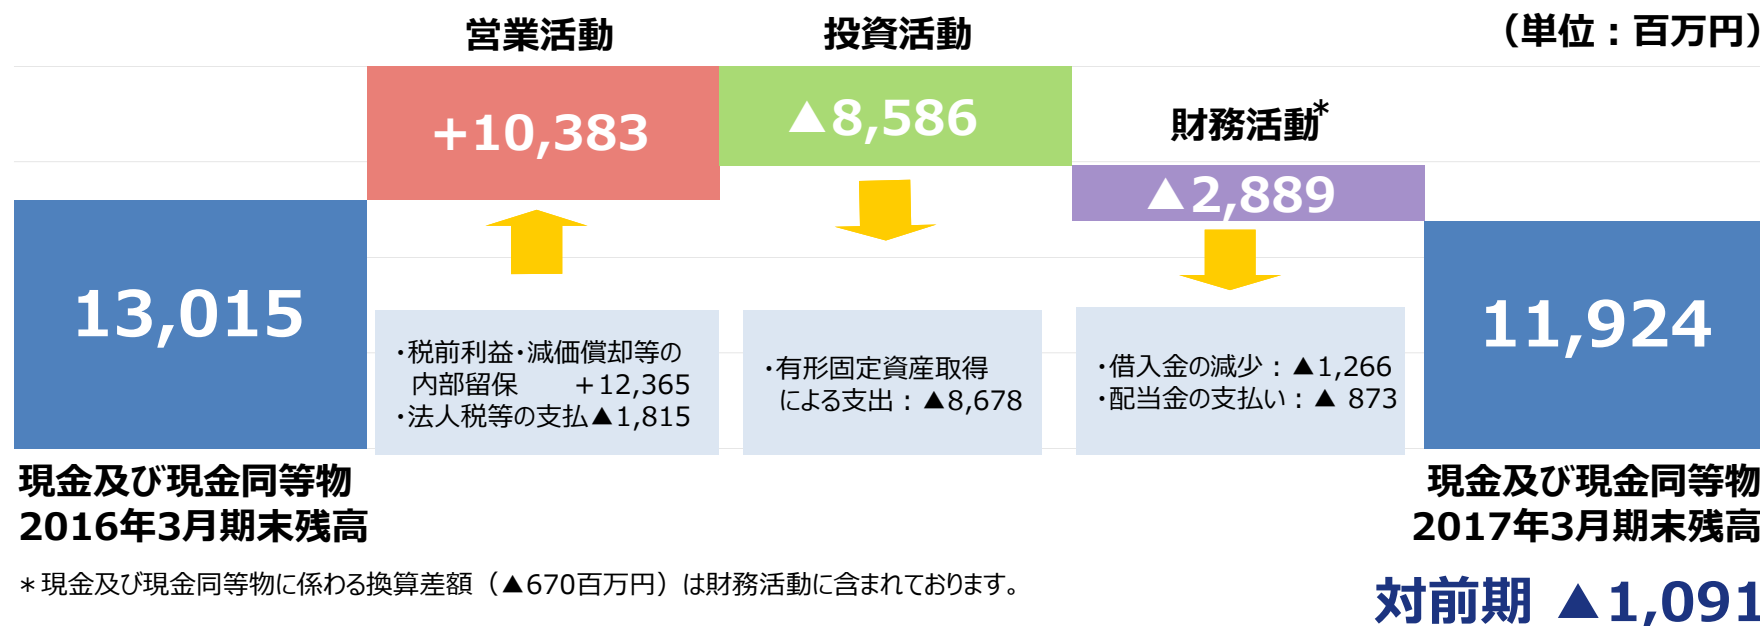 営業活動
投資活動
（単位：百万円）
+10,383
▲8,586
財務活動*
▲2,889
13,015
11,924
・税前利益・減価償却等の
内部留保 ＋12,365
・法人税等の支払▲1,815
・有形固定資産取得
による支出：▲8,678
・借入金の減少：▲1,266
・配当金の支払い：▲ 873
現金及び現金同等物
2016年3月期末残高
現金及び現金同等物
2017年3月期末残高
＊現金及び現金同等物に係わる換算差額（▲670百万円）は財務活動に含まれております。
対前期 ▲1,091